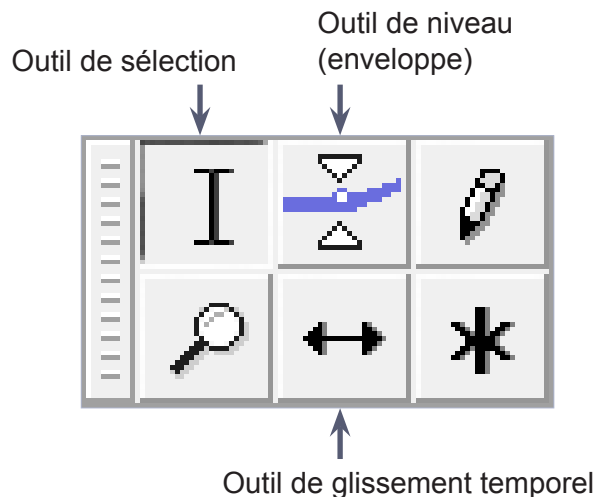 Outil de niveau
(enveloppe)
Outil de sélection
Outil de glissement temporel